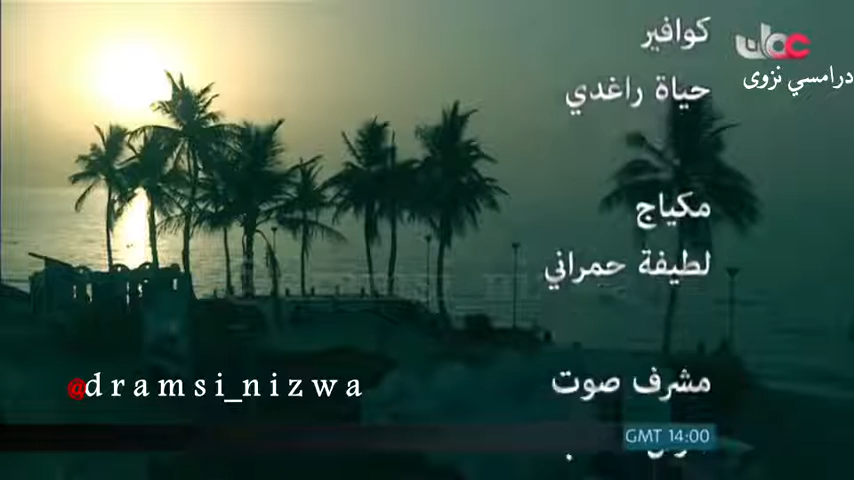 كوافير
حياة راغدي
مكياج
لطيفة حمراني
مشرف صوت
درامسي نزوى
@dramsi_nizwa
GMT 14:00